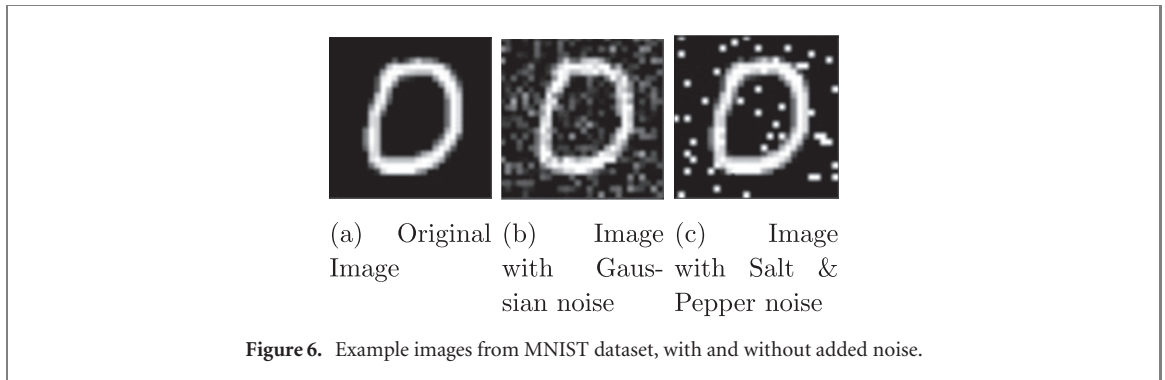 (a) Original
Image
(b) Image
with Gaus-
sian noise
(c) Image
with Salt &
Pepper noise
Figure 6. Example images from MNIST dataset, with and without added noise.